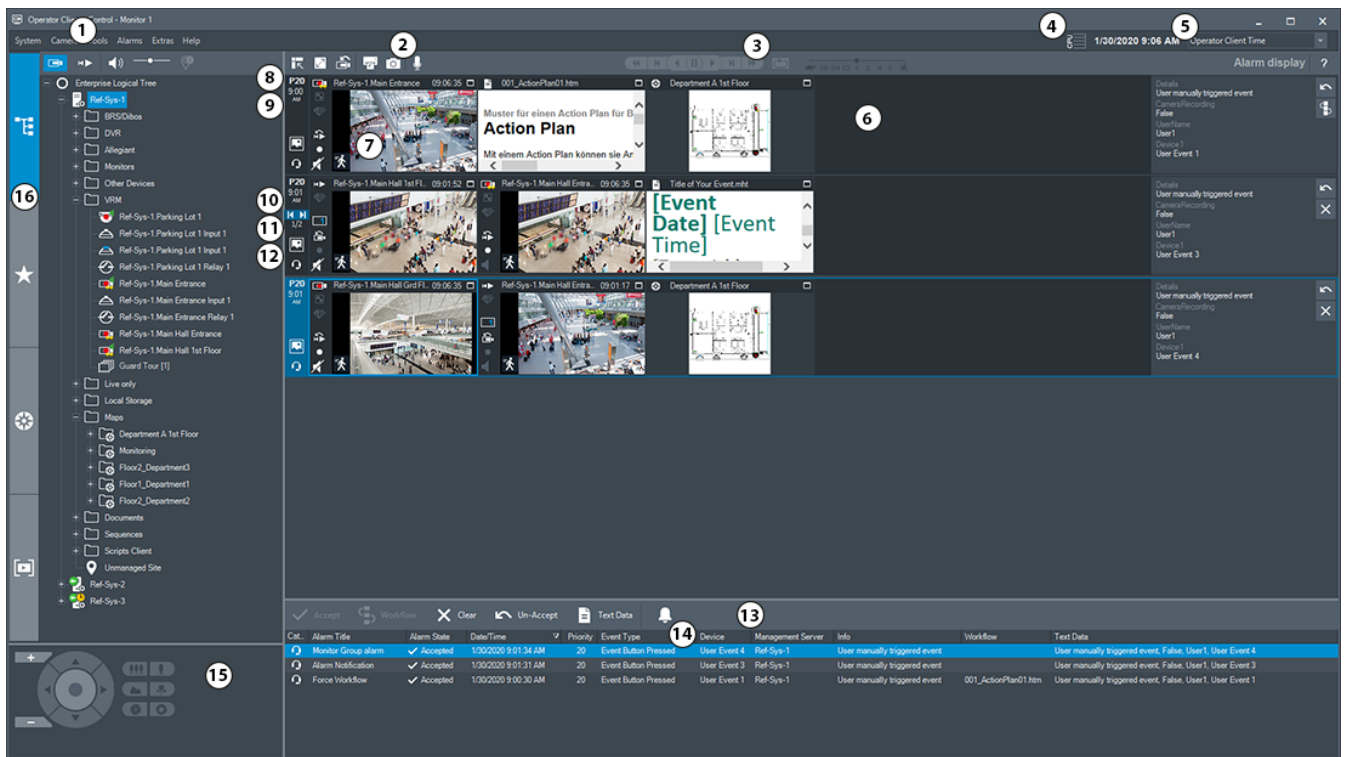 Operator Client Control - Monitor 1
1
4
5
System Camera Tools Alarms Extras Help
1/30/2020 9:06 AM Operator Client Time
2
3
Alarm display ?
8
9
Enterprise Logical Tree
Ref-Sys-1
BRS/Dibos
DVR
Allegiant
Monitors
Other Devices
VRM
Ref-Sys-1.Parking Lot 1
Ref-Sys-1.Parking Lot 1 Input 1
Ref-Sys-1.Parking Lot 1 Input 1
Ref-Sys-1.Parking Lot 1 Relay 1
Ref-Sys-1.Main Entrance
Ref-Sys-1.Main Entrance Input 1
Ref-Sys-1.Main Entrance Relay 1
Ref-Sys-1.Main Hall Entrance
Ref-Sys-1.Main Hall 1st Floor
Guard Tour [1]
Live only
Local Storage
Maps
Department A 1st Floor
Monitoring
Floor2_Department3
Floor1_Department1
Floor2_Department2
Documents
Sequences
Scripts Client
Unmanaged Site
Ref-Sys-2
Ref-Sys-3
16
10
11
12
P20
9:00
AM
Ref-Sys-1.Main Entrance 09:06:35
001_ActionPlan01.htm
Department A 1st Floor
7
Muster für einen Action Plan für B
Action Plan
Mit einem Action Plan können sie Ar
6
Details
User manually triggered event
CameraRecording
False
UserName
User1
Device1
User Event 1
P20
9:01
AM
1/2
Ref-Sys-1.Main Hall 1st Fl.. 09:01:52
Ref-Sys-1.Main Hall Entra.. 09:06:35
Title of Your Event.mht
[Event
Date] [Event
Time]
Details
User manually triggered event
CameraRecording
False
UserName
User1
Device1
User Event 3
P20
9:01
AM
Ref-Sys-1.Main Hall Grd Fl.. 09:06:35
Ref-Sys-1.Main Hall Entra.. 09:01:17
Department A 1st Floor
Details
User manually triggered event
CameraRecording
False
UserName
User1
Device1
User Event 4
Accept Workflow Clear Un-Accept Text Data
13
14
Cat.. Alarm Title Alarm State Date/Time Priority Event Type Device Management Server Info Workflow Text Data
Monitor Group alarm Accepted 1/30/2020 9:01:34 AM 20 Event Button Pressed User Event 4 Ref-Sys-1 User manually triggered event User manually triggered event, False, User1, User Event 4
Alarm Notification Accepted 1/30/2020 9:01:31 AM 20 Event Button Pressed User Event 3 Ref-Sys-1 User manually triggered event User manually triggered event, False, User1, User Event 3
Force Workflow Accepted 1/30/2020 9:00:30 AM 20 Event Button Pressed User Event 1 Ref-Sys-1 User manually triggered event 001_ActionPlan01.htm User manually triggered event, False, User1, User Event 1
15